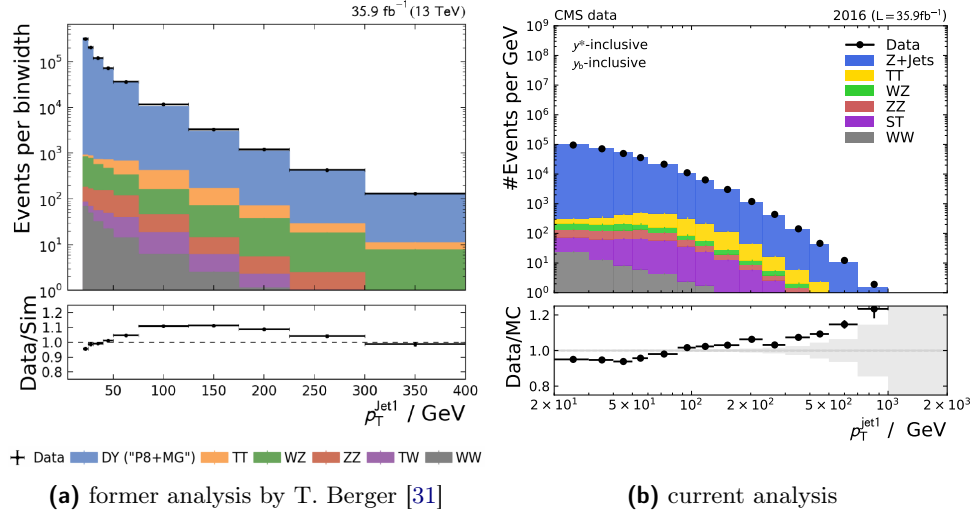 35.9 fb⁻¹ (13 TeV)
Events per binwidth
10⁵
10⁴
10³
10²
10¹
10⁰
Data/Sim
1.1
1.0
0.9
0.8
50 100 150 200 250 300 350 400
p_T^Jet1 / GeV
Data DY ("P8+MG") TT WZ ZZ TW WW
(a) former analysis by T. Berger [31]
CMS data 2016 (L=35.9fb⁻¹)
y*-inclusive
y_b-inclusive
Data
Z+Jets
TT
WZ
ZZ
ST
WW
#Events per GeV
10⁹
10⁸
10⁷
10⁶
10⁵
10⁴
10³
10²
10¹
10⁰
Data/MC
1.2
1.0
0.8
2 × 10¹ 5 × 10¹ 10² 2 × 10² 5 × 10² 10³ 2 × 10³
p_T^jet1 / GeV
(b) current analysis